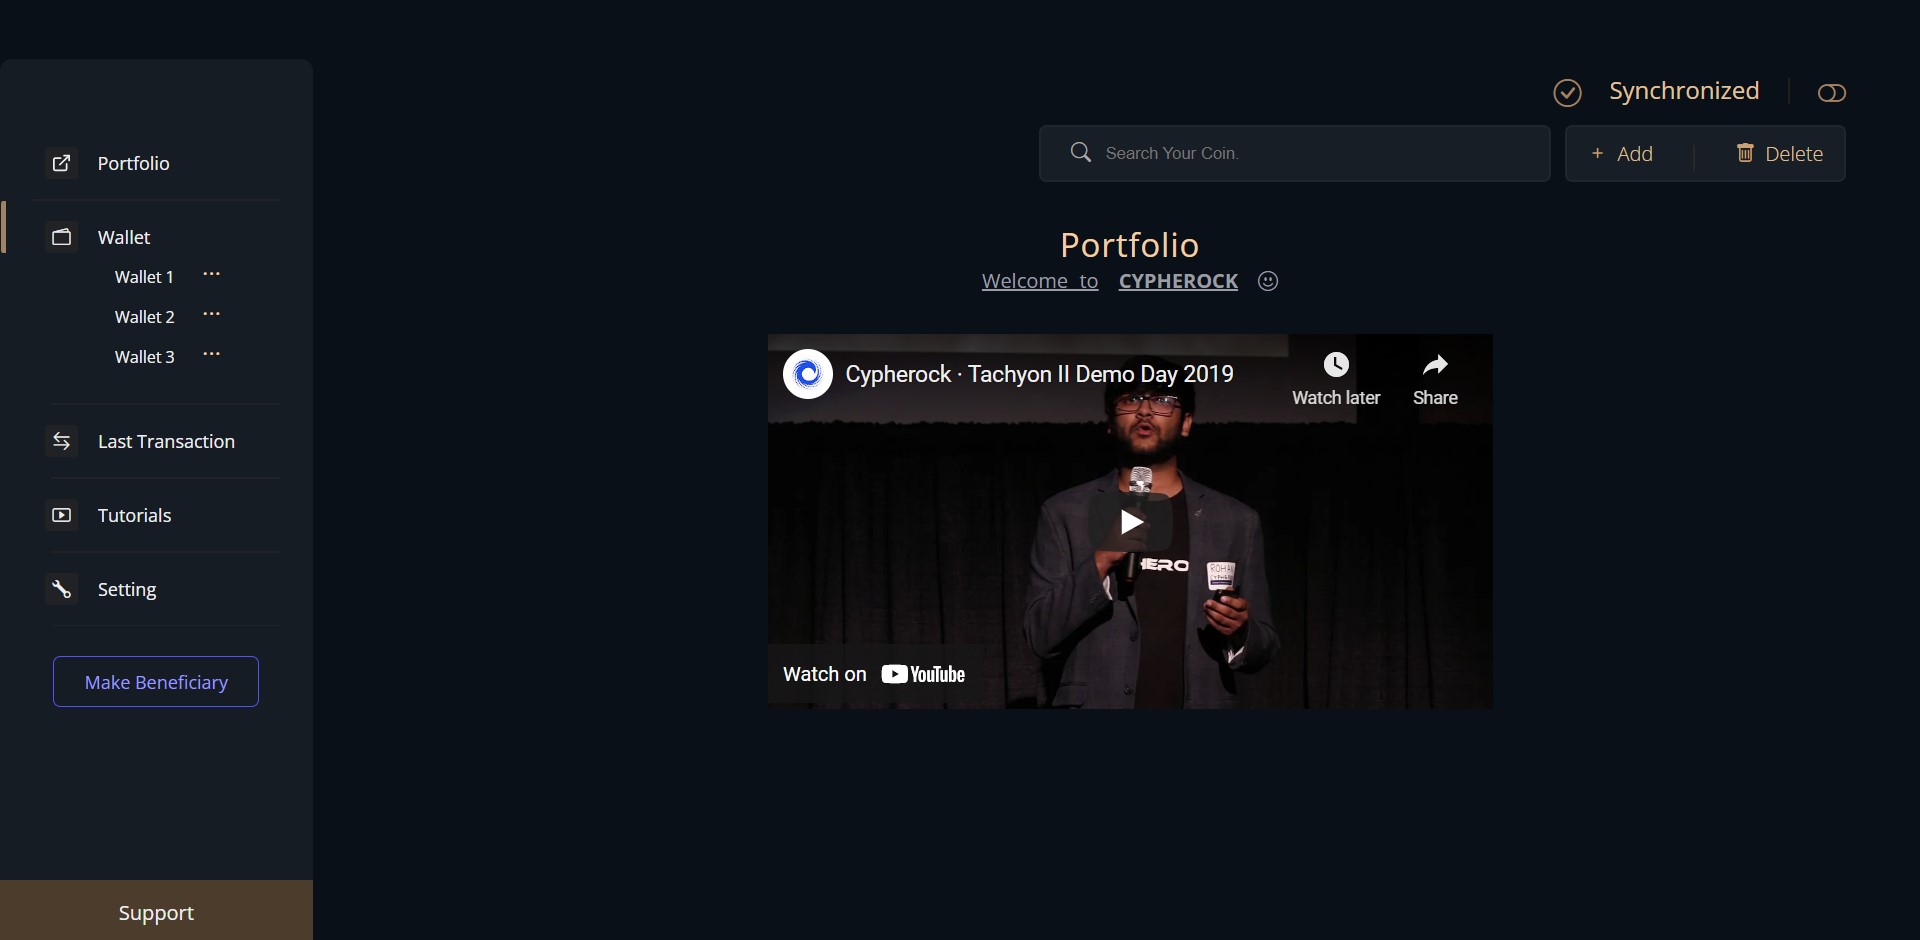 Synchronized
Search Your Coin.
+ Add
Delete
Portfolio
Wallet
Wallet 1 ...
Wallet 2 ...
Wallet 3 ...
Last Transaction
Tutorials
Setting
Make Beneficiary
Support
Portfolio
Welcome to CYPHEROCK
Cypherock · Tachyon II Demo Day 2019
Watch later
Share
HERO
ROHAN
Watch on YouTube